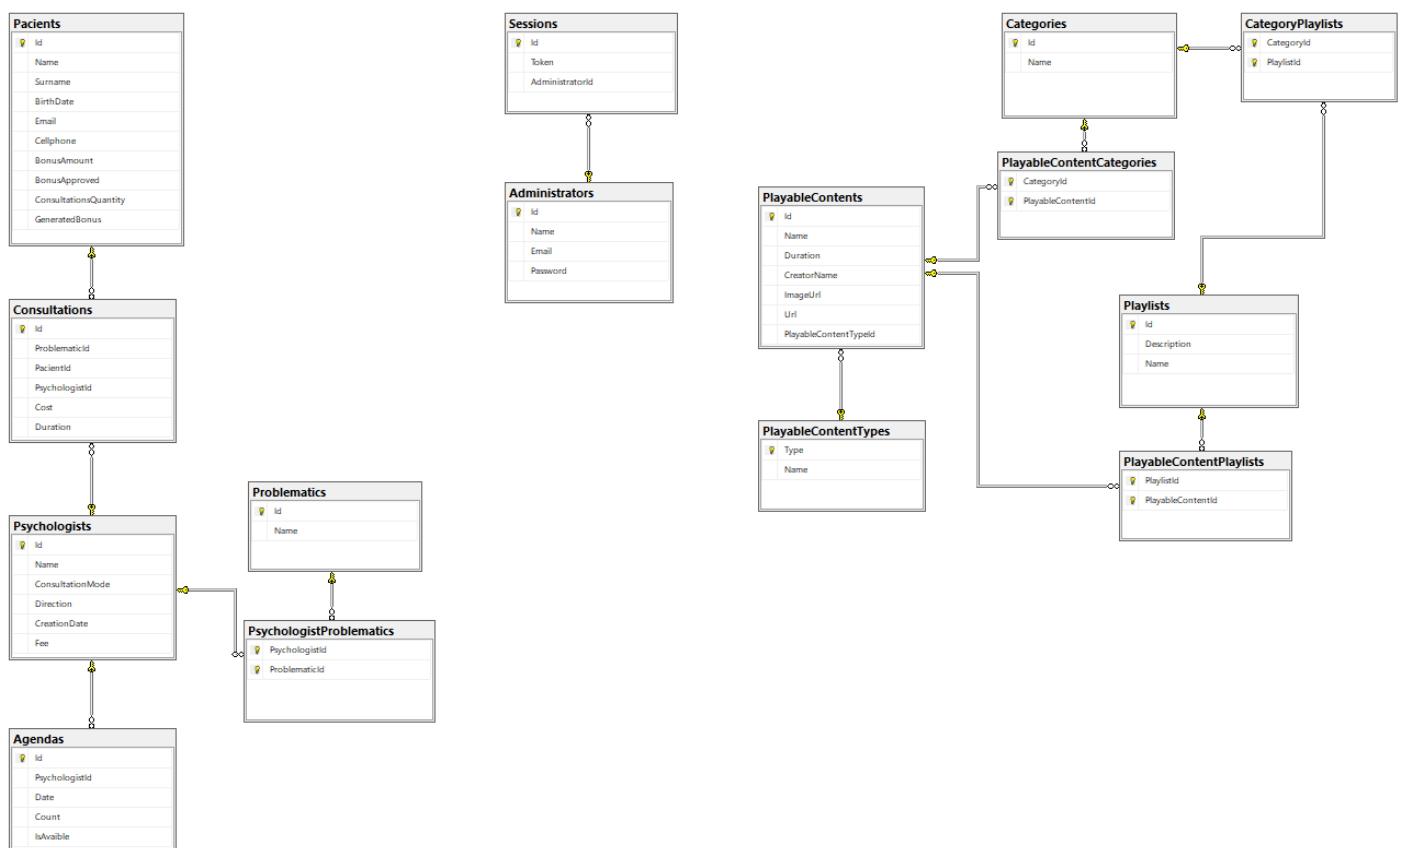 Pacients
Id
Name
Surname
BirthDate
Email
Cellphone
BonusAmount
BonusApproved
ConsultationsQuantity
GeneratedBonus
Consultations
Id
ProblematicId
PacientId
PsychologistId
Cost
Duration
Psychologists
Id
Name
ConsultationMode
Direction
CreationDate
Fee
Agendas
Id
PsychologistId
Date
Count
IsAvaible
Problematics
Id
Name
PsychologistProblematics
PsychologistId
ProblematicId
Sessions
Id
Token
AdministratorId
Administrators
Id
Name
Email
Password
PlayableContents
Id
Name
Duration
CreatorName
ImageUrl
Url
PlayableContentTypeId
PlayableContentTypes
Type
Name
Categories
Id
Name
CategoryPlaylists
CategoryId
PlaylistId
PlayableContentCategories
CategoryId
PlayableContentId
Playlists
Id
Description
Name
PlayableContentPlaylists
PlaylistId
PlayableContentId